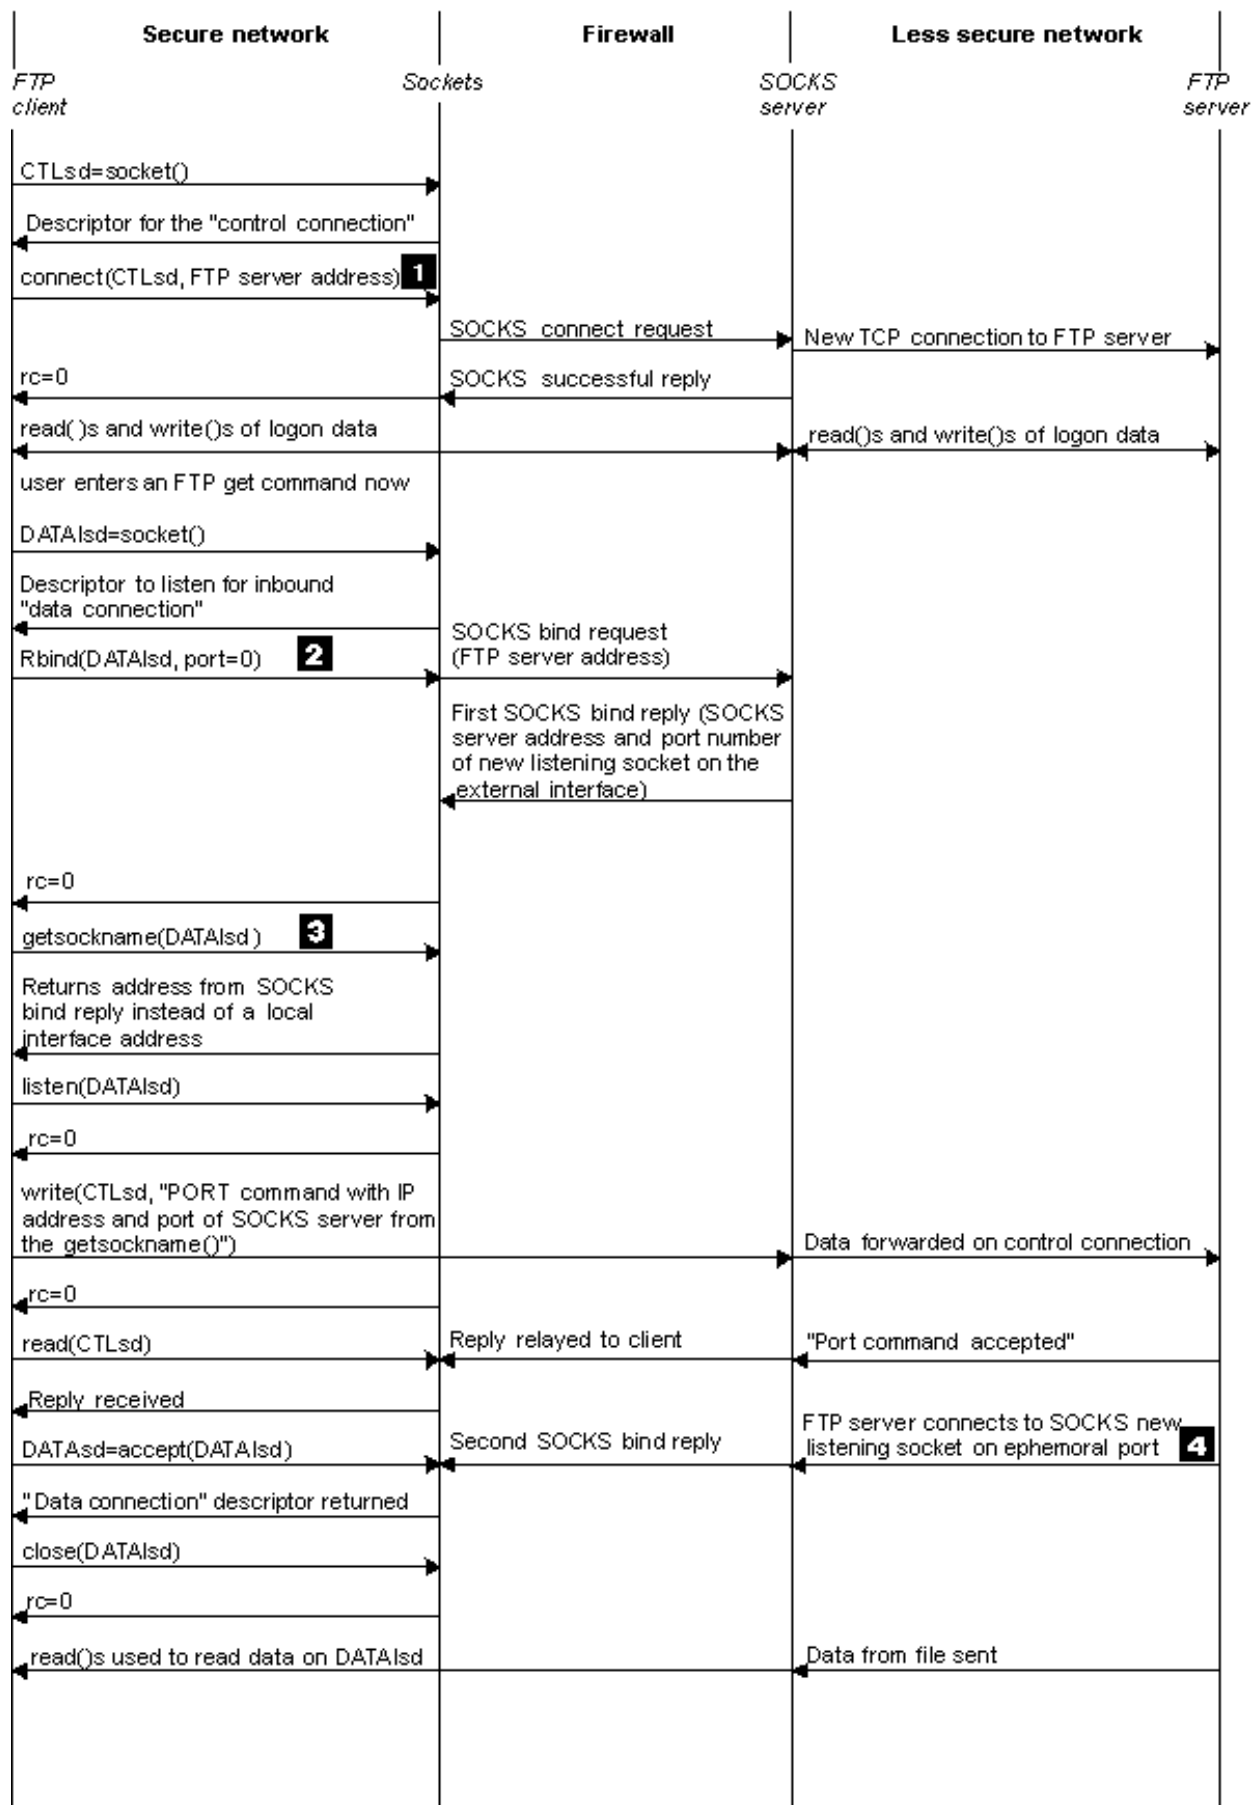 Secure network
Firewall
Less secure network
FTP
client
Sockets
SOCKS
server
FTP
server
CTLsd=socket()
Descriptor for the "control connection"
connect(CTLsd, FTP server address)
1
SOCKS connect request
New TCP connection to FTP server
rc=0
SOCKS successful reply
read( )s and write()s of logon data
read()s and write()s of logon data
user enters an FTP get command now
DATAlsd=socket()
Descriptor to listen for inbound
"data connection"
SOCKS bind request
(FTP server address)
Rbind(DATAlsd, port=0)
2
First SOCKS bind reply (SOCKS
server address and port number
of new listening socket on the
external interface)
rc=0
getsockname(DATAlsd )
3
Returns address from SOCKS
bind reply instead of a local
interface address
listen(DATAlsd)
rc=0
write(CTLsd, "PORT command with IP
address and port of SOCKS server from
the getsockname()")
Data forwarded on control connection
rc=0
read(CTLsd)
Reply relayed to client
"Port command accepted"
Reply received
FTP server connects to SOCKS new
listening socket on ephemoral port
4
DATAsd=accept(DATAlsd)
Second SOCKS bind reply
"Data connection" descriptor returned
close(DATAlsd)
rc=0
read()s used to read data on DATAlsd
Data from file sent